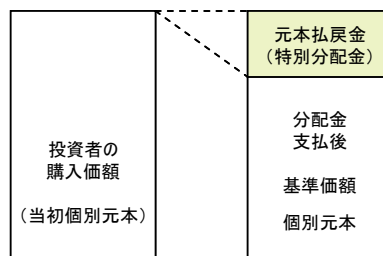 投資者の
購入価額
（当初個別元本）
元本払戻金
（特別分配金）
分配金
支払後
基準価額
個別元本